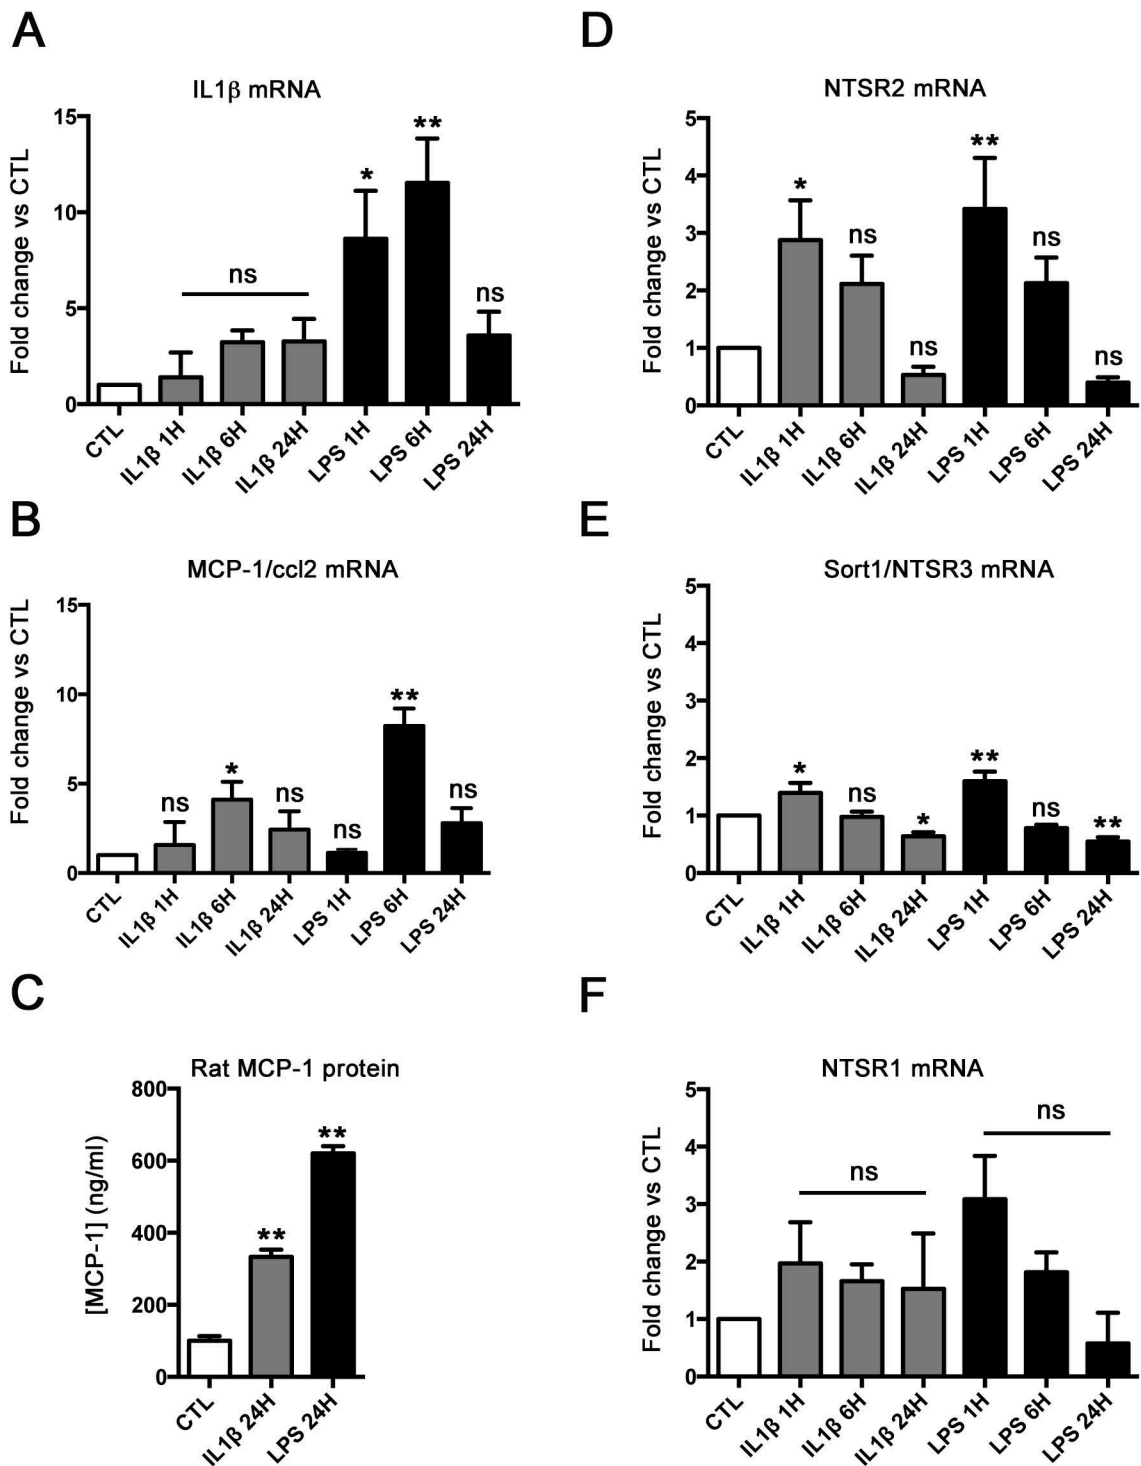 A
IL1β mRNA
Fold change vs CTL
15
10
5
0
ns
*
**
ns
CTL
IL1β 1H
IL1β 6H
IL1β 24H
LPS 1H
LPS 6H
LPS 24H
B
MCP-1/ccl2 mRNA
Fold change vs CTL
15
10
5
0
ns
*
ns
ns
**
ns
CTL
IL1β 1H
IL1β 6H
IL1β 24H
LPS 1H
LPS 6H
LPS 24H
C
Rat MCP-1 protein
[MCP-1] (ng/ml)
800
600
400
200
0
**
**
CTL
IL1β 24H
LPS 24H
D
NTSR2 mRNA
Fold change vs CTL
5
4
3
2
1
0
*
ns
ns
**
ns
ns
CTL
IL1β 1H
IL1β 6H
IL1β 24H
LPS 1H
LPS 6H
LPS 24H
E
Sort1/NTSR3 mRNA
Fold change vs CTL
5
4
3
2
1
0
*
ns
*
**
ns
**
CTL
IL1β 1H
IL1β 6H
IL1β 24H
LPS 1H
LPS 6H
LPS 24H
F
NTSR1 mRNA
Fold change vs CTL
5
4
3
2
1
0
ns
ns
CTL
IL1β 1H
IL1β 6H
IL1β 24H
LPS 1H
LPS 6H
LPS 24H